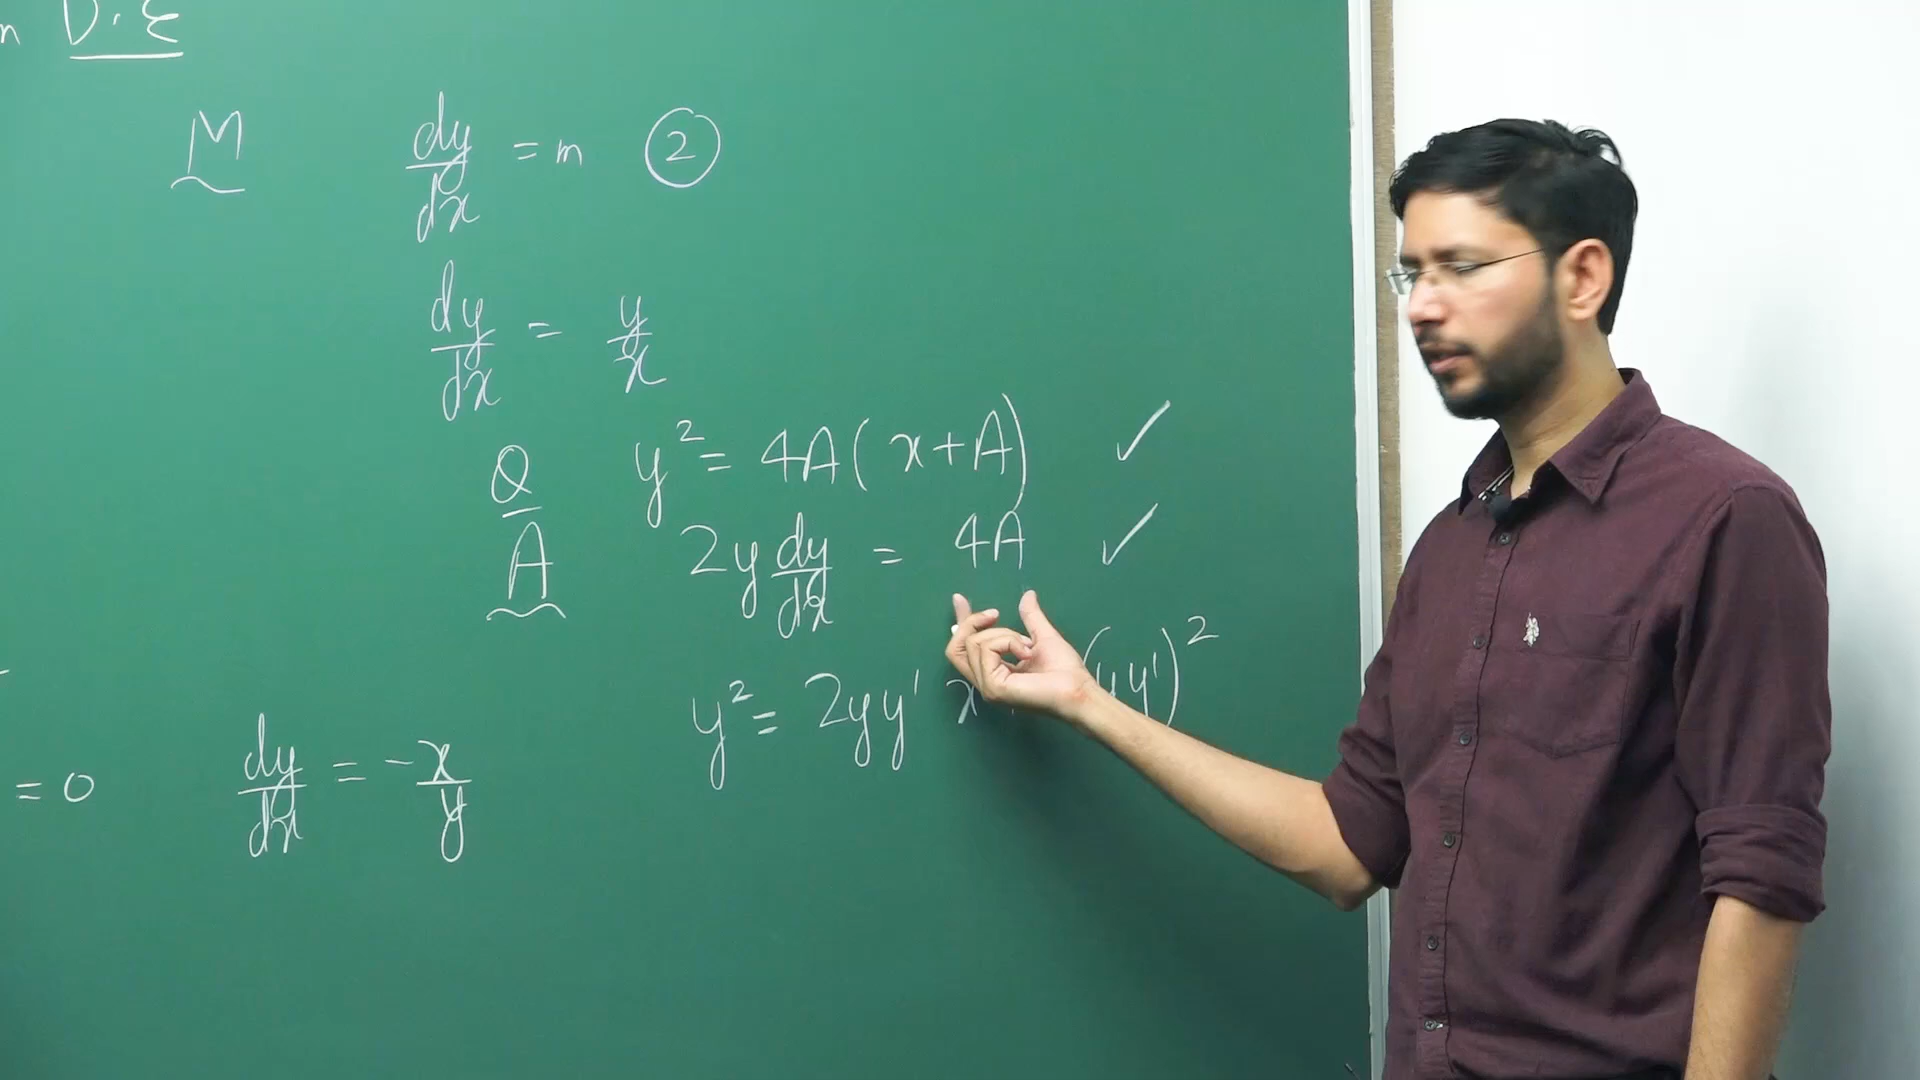 n D.E
M dy/dx = m ②
dy/dx = y/x
Q y² = 4A(x+A) ✓
A 2y dy/dx = 4A ✓
y² = 2yy' x (yy')²
= 0 dy/dx = -x/y